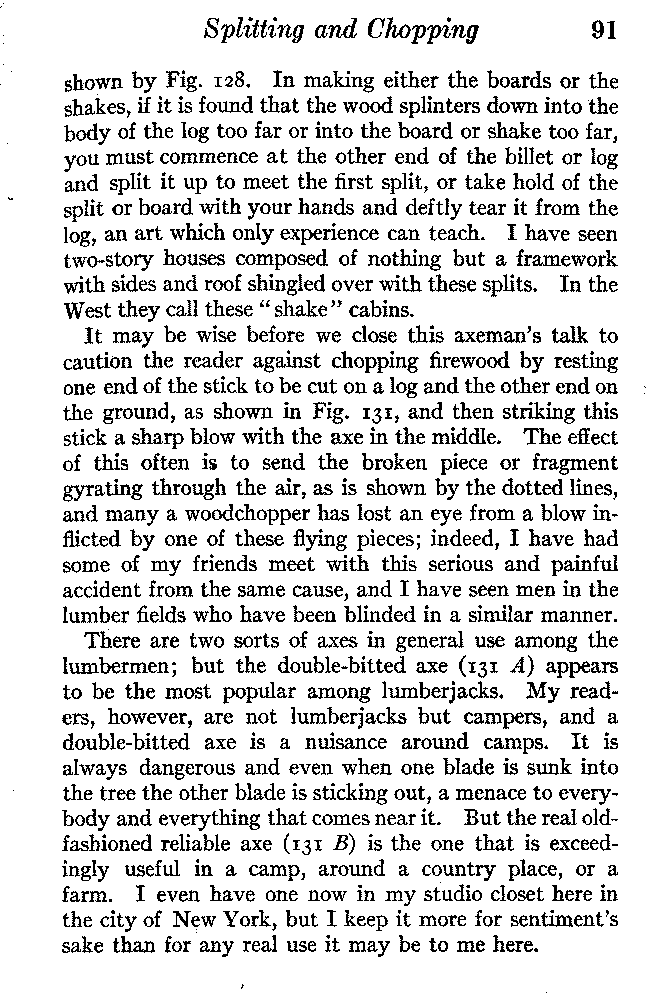 Splitting and Chopping 91
shown by Fig. 128. In making either the boards or the
shakes, if it is found that the wood splinters down into the
body of the log too far or into the board or shake too far,
you must commence at the other end of the billet or log
and split it up to meet the first split, or take hold of the
split or board with your hands and deftly tear it from the
log, an art which only experience can teach. I have seen
two-story houses composed of nothing but a framework
with sides and roof shingled over with these splits. In the
West they call these “shake” cabins.
It may be wise before we close this axeman's talk to
caution the reader against chopping firewood by resting
one end of the stick to be cut on a log and the other end on
the ground, as shown in Fig. 131, and then striking this
stick a sharp blow with the axe in the middle. The effect
of this often is to send the broken piece or fragment
gyrating through the air, as is shown by the dotted lines,
and many a woodchopper has lost an eye from a blow in-
flicted by one of these flying pieces; indeed, I have had
some of my friends meet with this serious and painful
accident from the same cause, and I have seen men in the
lumber fields who have been blinded in a similar manner.
There are two sorts of axes in general use among the
lumbermen; but the double-bitted axe (131 A) appears
to be the most popular among lumberjacks. My read-
ers, however, are not lumberjacks but campers, and a
double-bitted axe is a nuisance around camps. It is
always dangerous and even when one blade is sunk into
the tree the other blade is sticking out, a menace to every-
body and everything that comes near it. But the real old-
fashioned reliable axe (131 B) is the one that is exceed-
ingly useful in a camp, around a country place, or a
farm. I even have one now in my studio closet here in
the city of New York, but I keep it more for sentiment's
sake than for any real use it may be to me here.